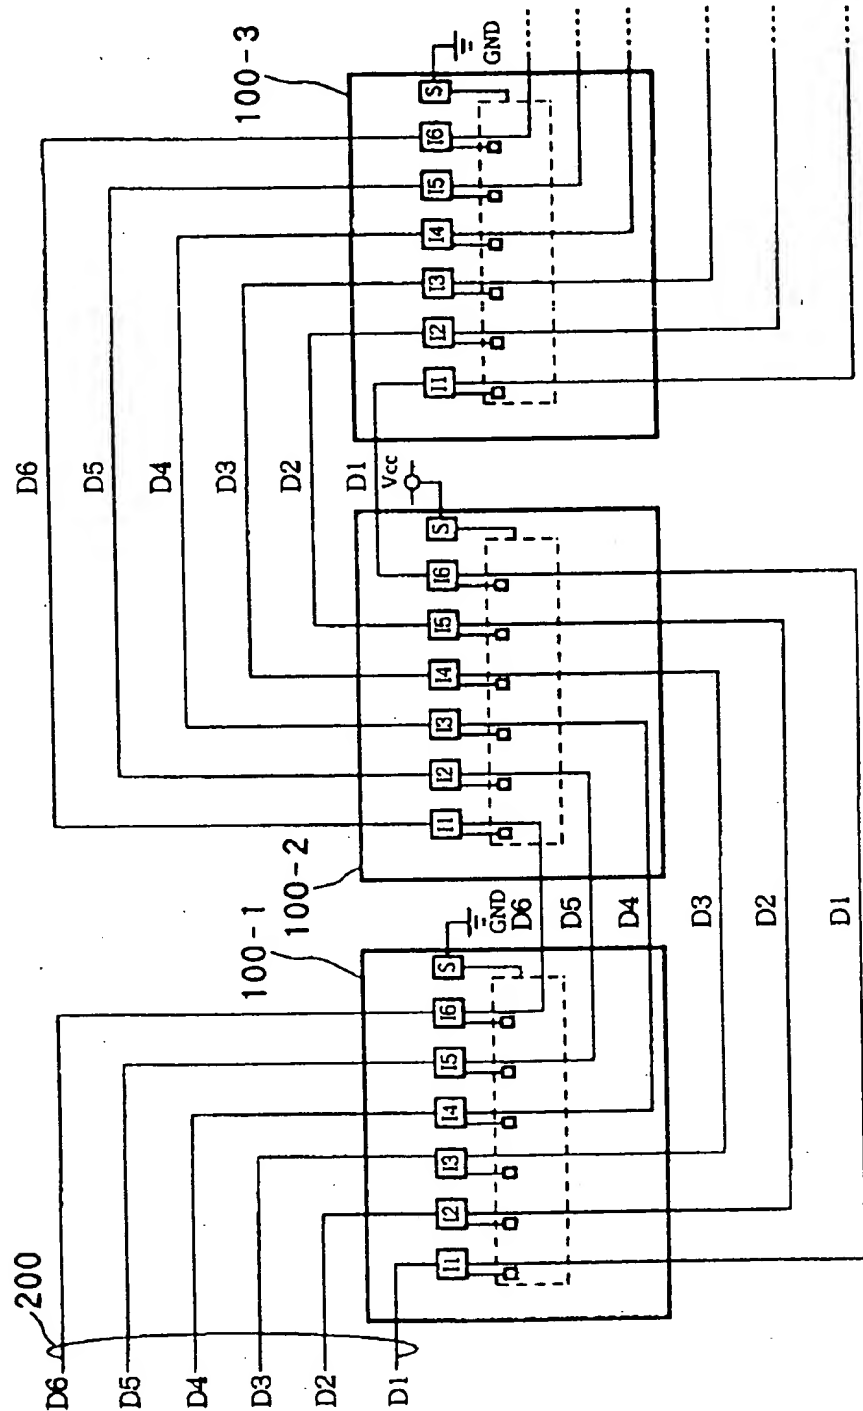 200
D6
D5
D4
D3
D2
D1
100-1
I1 I2 I3 I4 I5 I6 S
GND
100-2
I1 I2 I3 I4 I5 I6 S
Vcc
100-3
I1 I2 I3 I4 I5 I6 S
GND
D6
D5
D4
D3
D2
D1
D6
D5
D4
D3
D2
D1